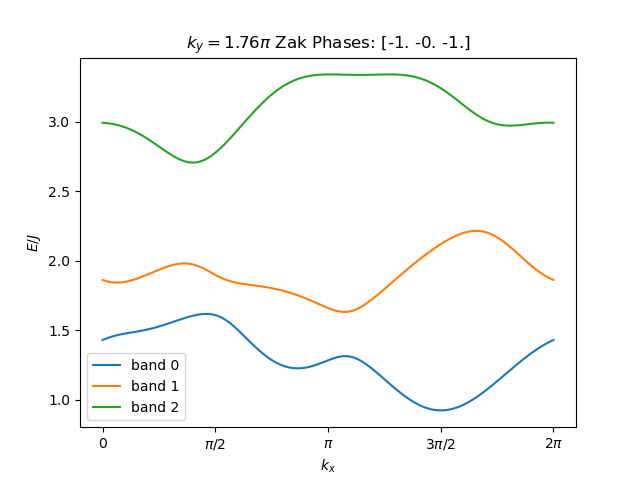 k_y = 1.76π Zak Phases: [-1. -0. -1.]
E/J
3.0
2.5
2.0
1.5
1.0
band 0
band 1
band 2
0
π/2
π
3π/2
2π
k_x